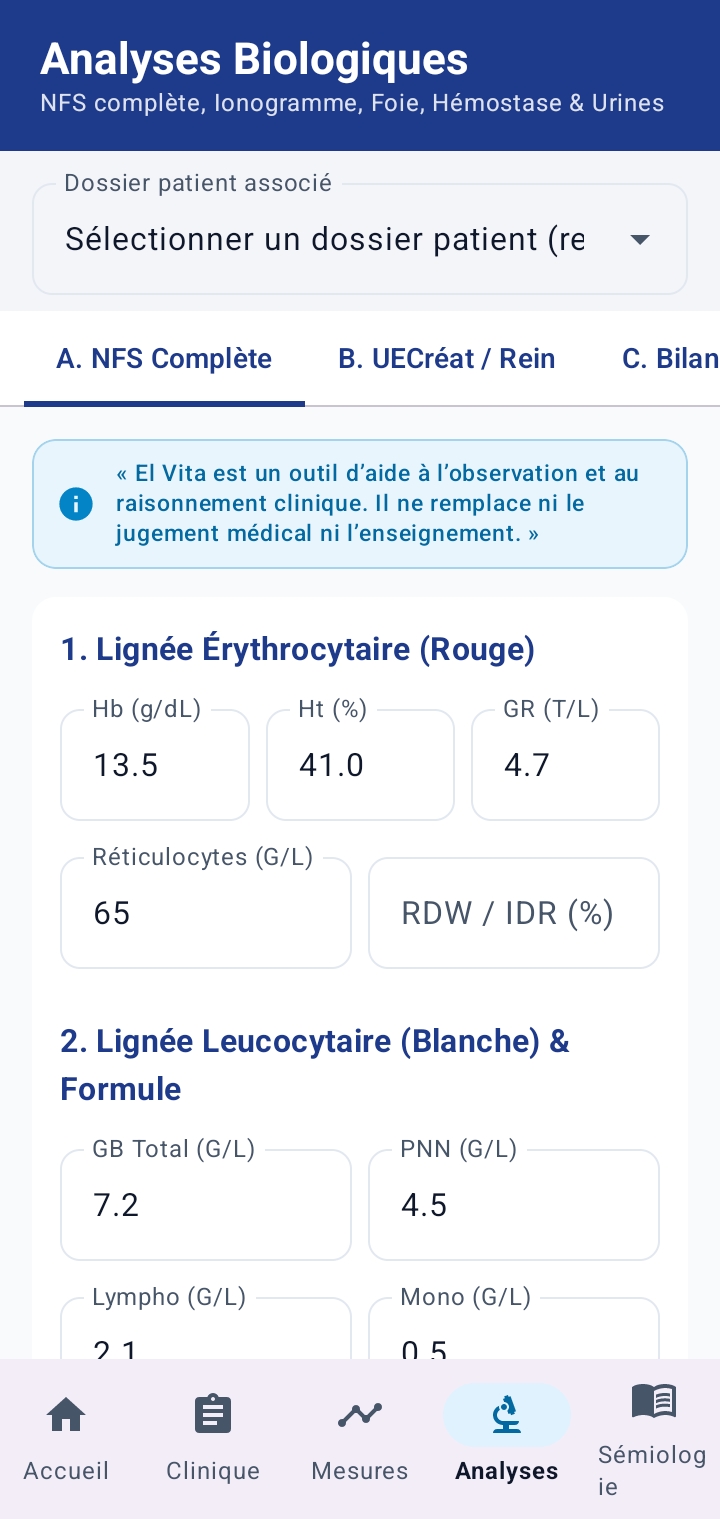 Analyses Biologiques
NFS complète, Ionogramme, Foie, Hémostase & Urines
Dossier patient associé
Sélectionner un dossier patient (re
A. NFS Complète
B. UECréat / Rein
C. Bilan
« El Vita est un outil d’aide à l’observation et au
raisonnement clinique. Il ne remplace ni le
jugement médical ni l’enseignement. »
1. Lignée Érythrocytaire (Rouge)
Hb (g/dL)
13.5
Ht (%)
41.0
GR (T/L)
4.7
Réticulocytes (G/L)
65
RDW / IDR (%)
2. Lignée Leucocytaire (Blanche) &
Formule
GB Total (G/L)
7.2
PNN (G/L)
4.5
Lympho (G/L)
2.1
Mono (G/L)
0.5
Accueil
Clinique
Mesures
Analyses
Sémiolog
ie